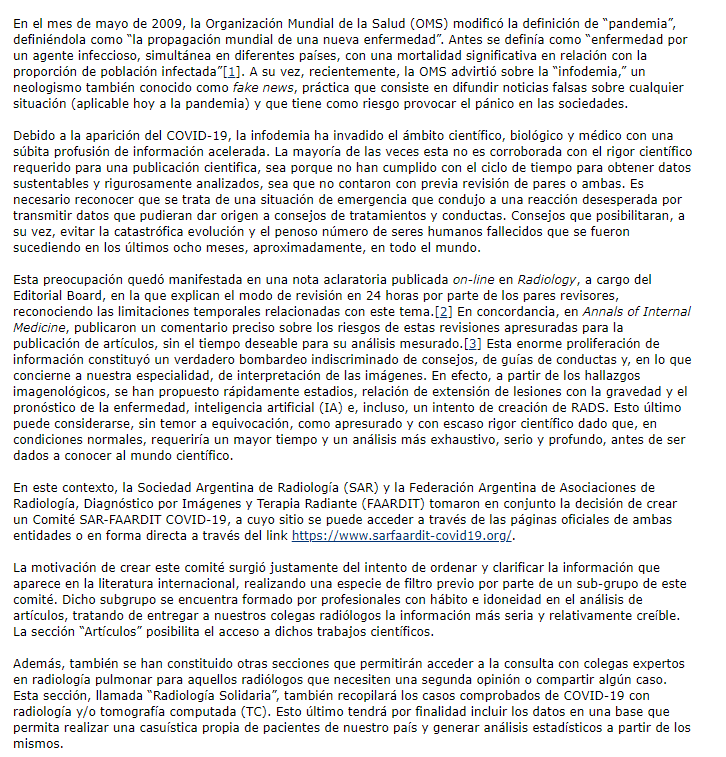 En el mes de mayo de 2009, la Organización Mundial de la Salud (OMS) modificó la definición de “pandemia”,
definiéndola como “la propagación mundial de una nueva enfermedad”. Antes se definía como “enfermedad por
un agente infeccioso, simultánea en diferentes países, con una mortalidad significativa en relación con la
proporción de población infectada”[1]. A su vez, recientemente, la OMS advirtió sobre la “infodemia,” un
neologismo también conocido como fake news, práctica que consiste en difundir noticias falsas sobre cualquier
situación (aplicable hoy a la pandemia) y que tiene como riesgo provocar el pánico en las sociedades.
Debido a la aparición del COVID-19, la infodemia ha invadido el ámbito científico, biológico y médico con una
súbita profusión de información acelerada. La mayoría de las veces esta no es corroborada con el rigor científico
requerido para una publicación cientifica, sea porque no han cumplido con el ciclo de tiempo para obtener datos
sustentables y rigurosamente analizados, sea que no contaron con previa revisión de pares o ambas. Es
necesario reconocer que se trata de una situación de emergencia que condujo a una reacción desesperada por
transmitir datos que pudieran dar origen a consejos de tratamientos y conductas. Consejos que posibilitaran, a
su vez, evitar la catastrófica evolución y el penoso número de seres humanos fallecidos que se fueron
sucediendo en los últimos ocho meses, aproximadamente, en todo el mundo.
Esta preocupación quedó manifestada en una nota aclaratoria publicada on-line en Radiology, a cargo del
Editorial Board, en la que explican el modo de revisión en 24 horas por parte de los pares revisores,
reconociendo las limitaciones temporales relacionadas con este tema.[2] En concordancia, en Annals of Internal
Medicine, publicaron un comentario preciso sobre los riesgos de estas revisiones apresuradas para la
publicación de artículos, sin el tiempo deseable para su análisis mesurado.[3] Esta enorme proliferación de
información constituyó un verdadero bombardeo indiscriminado de consejos, de guías de conductas y, en lo que
concierne a nuestra especialidad, de interpretación de las imágenes. En efecto, a partir de los hallazgos
imagenológicos, se han propuesto rápidamente estadios, relación de extensión de lesiones con la gravedad y el
pronóstico de la enfermedad, inteligencia artificial (IA) e, incluso, un intento de creación de RADS. Esto último
puede considerarse, sin temor a equivocación, como apresurado y con escaso rigor científico dado que, en
condiciones normales, requeriría un mayor tiempo y un análisis más exhaustivo, serio y profundo, antes de ser
dados a conocer al mundo científico.
En este contexto, la Sociedad Argentina de Radiología (SAR) y la Federación Argentina de Asociaciones de
Radiología, Diagnóstico por Imágenes y Terapia Radiante (FAARDIT) tomaron en conjunto la decisión de crear
un Comité SAR-FAARDIT COVID-19, a cuyo sitio se puede acceder a través de las páginas oficiales de ambas
entidades o en forma directa a través del link https://www.sarfaardit-covid19.org/.
La motivación de crear este comité surgió justamente del intento de ordenar y clarificar la información que
aparece en la literatura internacional, realizando una especie de filtro previo por parte de un sub-grupo de este
comité. Dicho subgrupo se encuentra formado por profesionales con hábito e idoneidad en el análisis de
artículos, tratando de entregar a nuestros colegas radiólogos la información más seria y relativamente creíble.
La sección “Artículos” posibilita el acceso a dichos trabajos científicos.
Además, también se han constituido otras secciones que permitirán acceder a la consulta con colegas expertos
en radiología pulmonar para aquellos radiólogos que necesiten una segunda opinión o compartir algún caso.
Esta sección, llamada “Radiología Solidaria”, también recopilará los casos comprobados de COVID-19 con
radiología y/o tomografía computada (TC). Esto último tendrá por finalidad incluir los datos en una base que
permita realizar una casuística propia de pacientes de nuestro país y generar análisis estadísticos a partir de los
mismos.